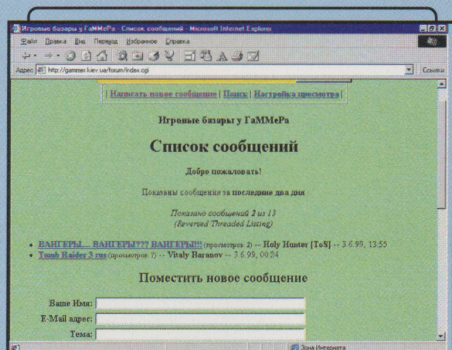 Игровые базары у ГаММеРа - Список сообщений - Microsoft Internet Explorer
Файл Правка Вид Переход Избранное Справка
Адрес http://gammer.kiev.ua/forum/index.cgi Ссылки
| Написать новое сообщение | Поиск | Настройка просмотра |
Игровые базары у ГаММеРа
Список сообщений
Добро пожаловать!
Показаны сообщения за последние два дня
Показано сообщений 2 из 13
(Reversed Threaded Listing)
• ВАНГЕРЫ.... ВАНГЕРЫ??? ВАНГЕРЫ!!! (просмотров: 2) -- Holy Hunter [ToS] -- 3.6.99, 13:55
• Tomb Raider 3 rus (просмотров: 7) -- Vitaly Baranov -- 3.6.99, 00:24
Поместить новое сообщение
Ваше Имя:
E-Mail адрес:
Тема:
Зона Интернета